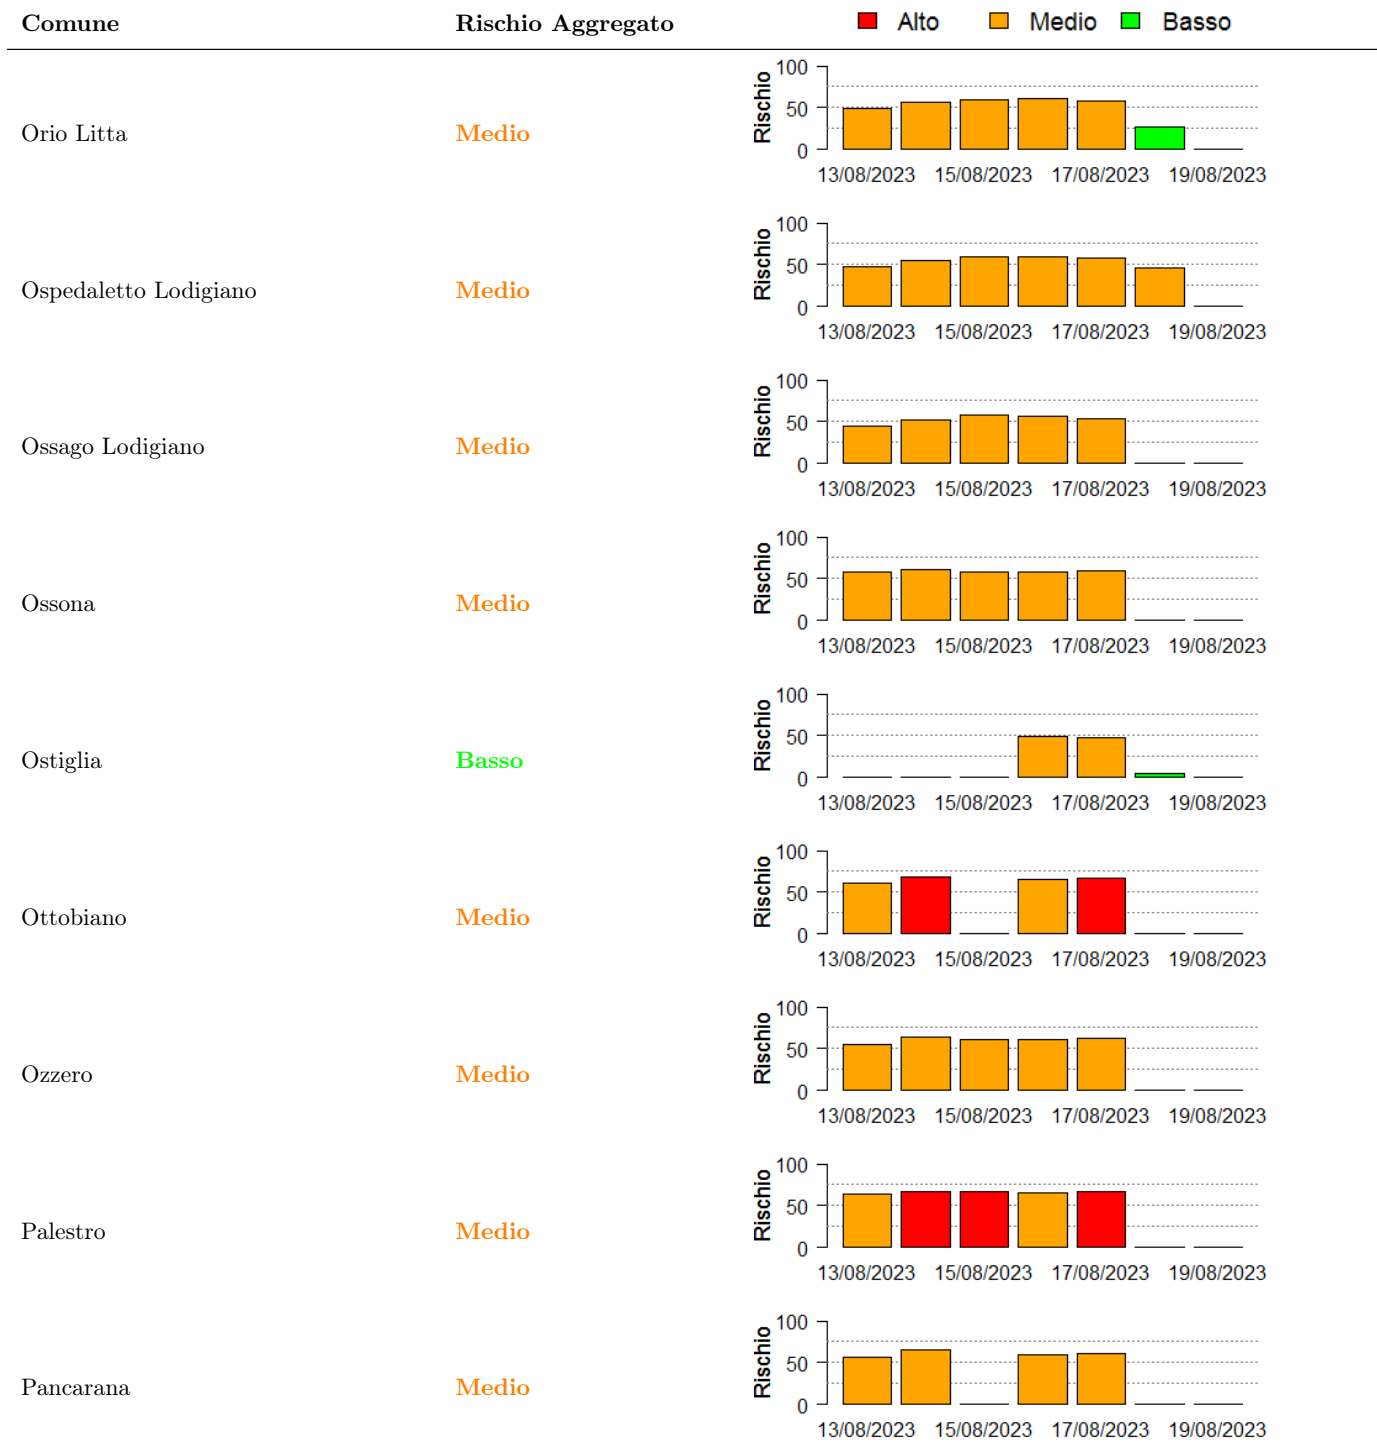 Comune Rischio Aggregato Alto Medio Basso
Orio Litta Medio
Rischio
100
50
0
13/08/2023 15/08/2023 17/08/2023 19/08/2023
Ospedaletto Lodigiano Medio
Rischio
100
50
0
13/08/2023 15/08/2023 17/08/2023 19/08/2023
Ossago Lodigiano Medio
Rischio
100
50
0
13/08/2023 15/08/2023 17/08/2023 19/08/2023
Ossona Medio
Rischio
100
50
0
13/08/2023 15/08/2023 17/08/2023 19/08/2023
Ostiglia Basso
Rischio
100
50
0
13/08/2023 15/08/2023 17/08/2023 19/08/2023
Ottobiano Medio
Rischio
100
50
0
13/08/2023 15/08/2023 17/08/2023 19/08/2023
Ozzero Medio
Rischio
100
50
0
13/08/2023 15/08/2023 17/08/2023 19/08/2023
Palestro Medio
Rischio
100
50
0
13/08/2023 15/08/2023 17/08/2023 19/08/2023
Pancarana Medio
Rischio
100
50
0
13/08/2023 15/08/2023 17/08/2023 19/08/2023